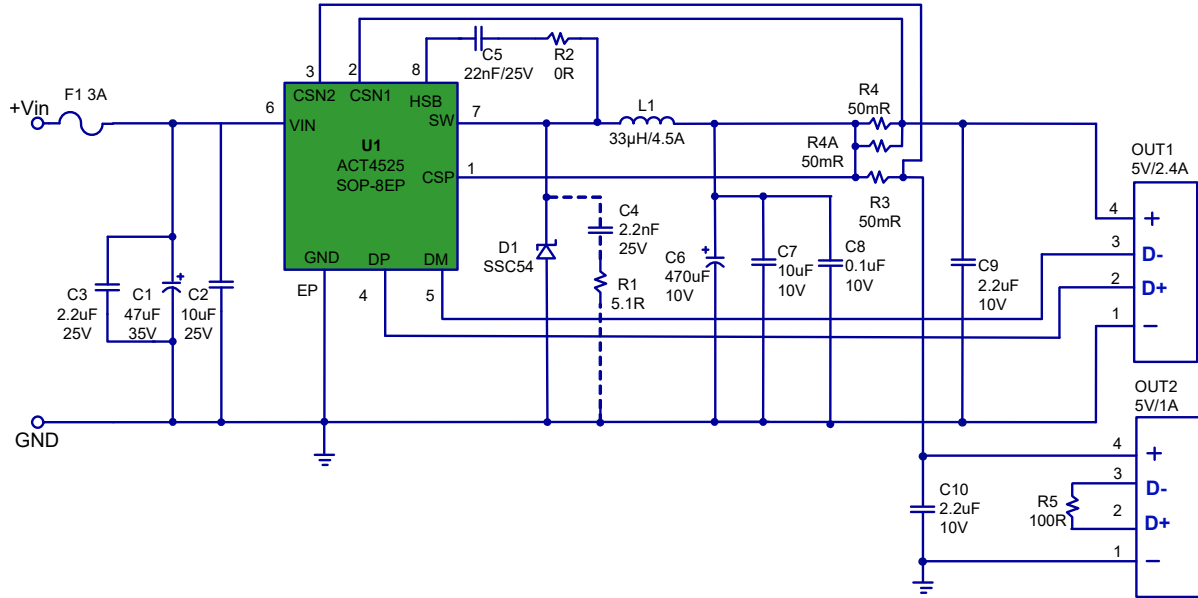 3
2
8
C5
22nF/25V
R2
0R
F1 3A
+Vin
6
CSN2
CSN1
HSB
VIN
SW
7
U1
ACT4525
SOP-8EP
CSP
1
L1
33µH/4.5A
R4
50mR
R4A
50mR
R3
50mR
OUT1
5V/2.4A
4
+
3
D-
2
D+
1
−
GND
DP
DM
EP
4
5
C3
2.2uF
25V
C1
47uF
35V
C2
10uF
25V
+
D1
SSC54
C4
2.2nF
25V
R1
5.1R
+
C6
470uF
10V
C7
10uF
10V
C8
0.1uF
10V
C9
2.2uF
10V
GND
OUT2
5V/1A
4
+
3
D-
2
D+
1
−
C10
2.2uF
10V
R5
100R